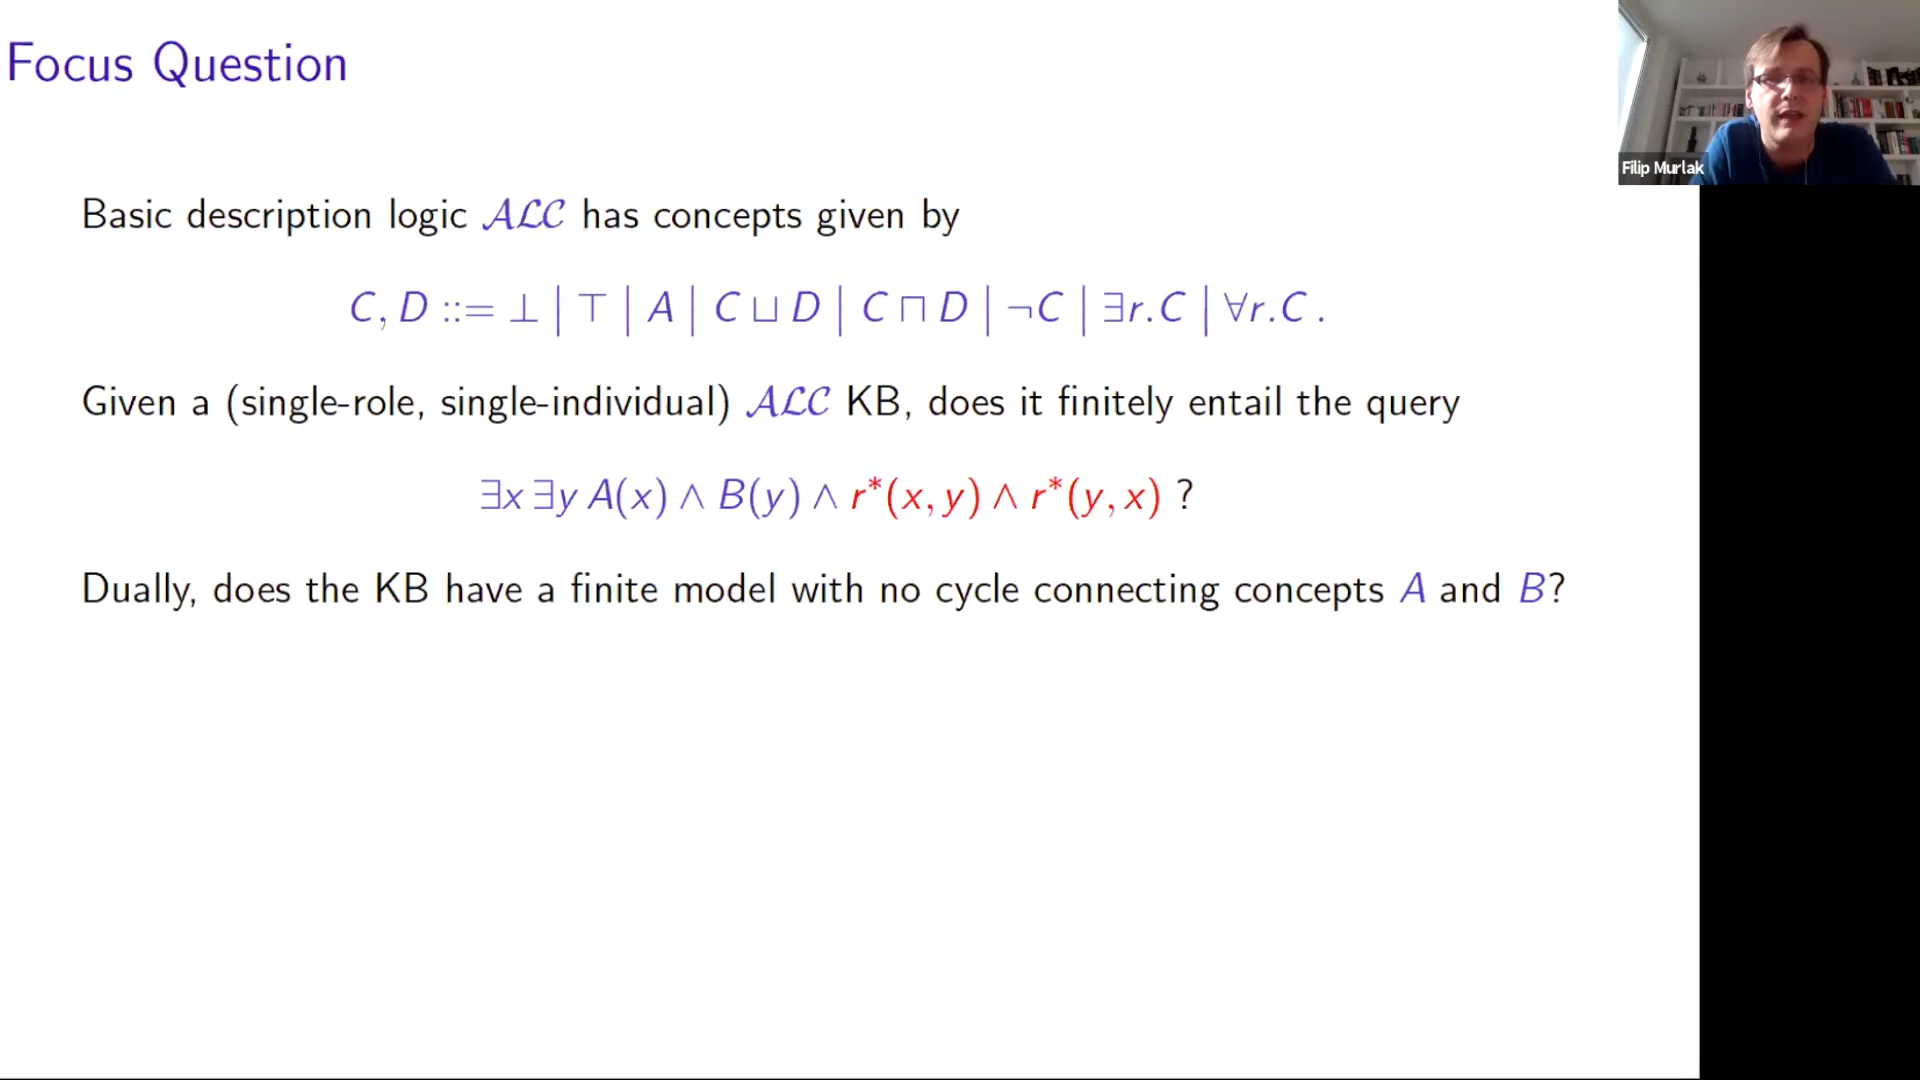 Focus Question
Filip Murlak
Basic description logic 𝒜ℒ𝒞 has concepts given by
C, D ::= ⊥ | ⊤ | A | C ⊔ D | C ⊓ D | ¬C | ∃r.C | ∀r.C .
Given a (single-role, single-individual) 𝒜ℒ𝒞 KB, does it finitely entail the query
∃x ∃y A(x) ∧ B(y) ∧ r*(x, y) ∧ r*(y, x) ?
Dually, does the KB have a finite model with no cycle connecting concepts A and B?